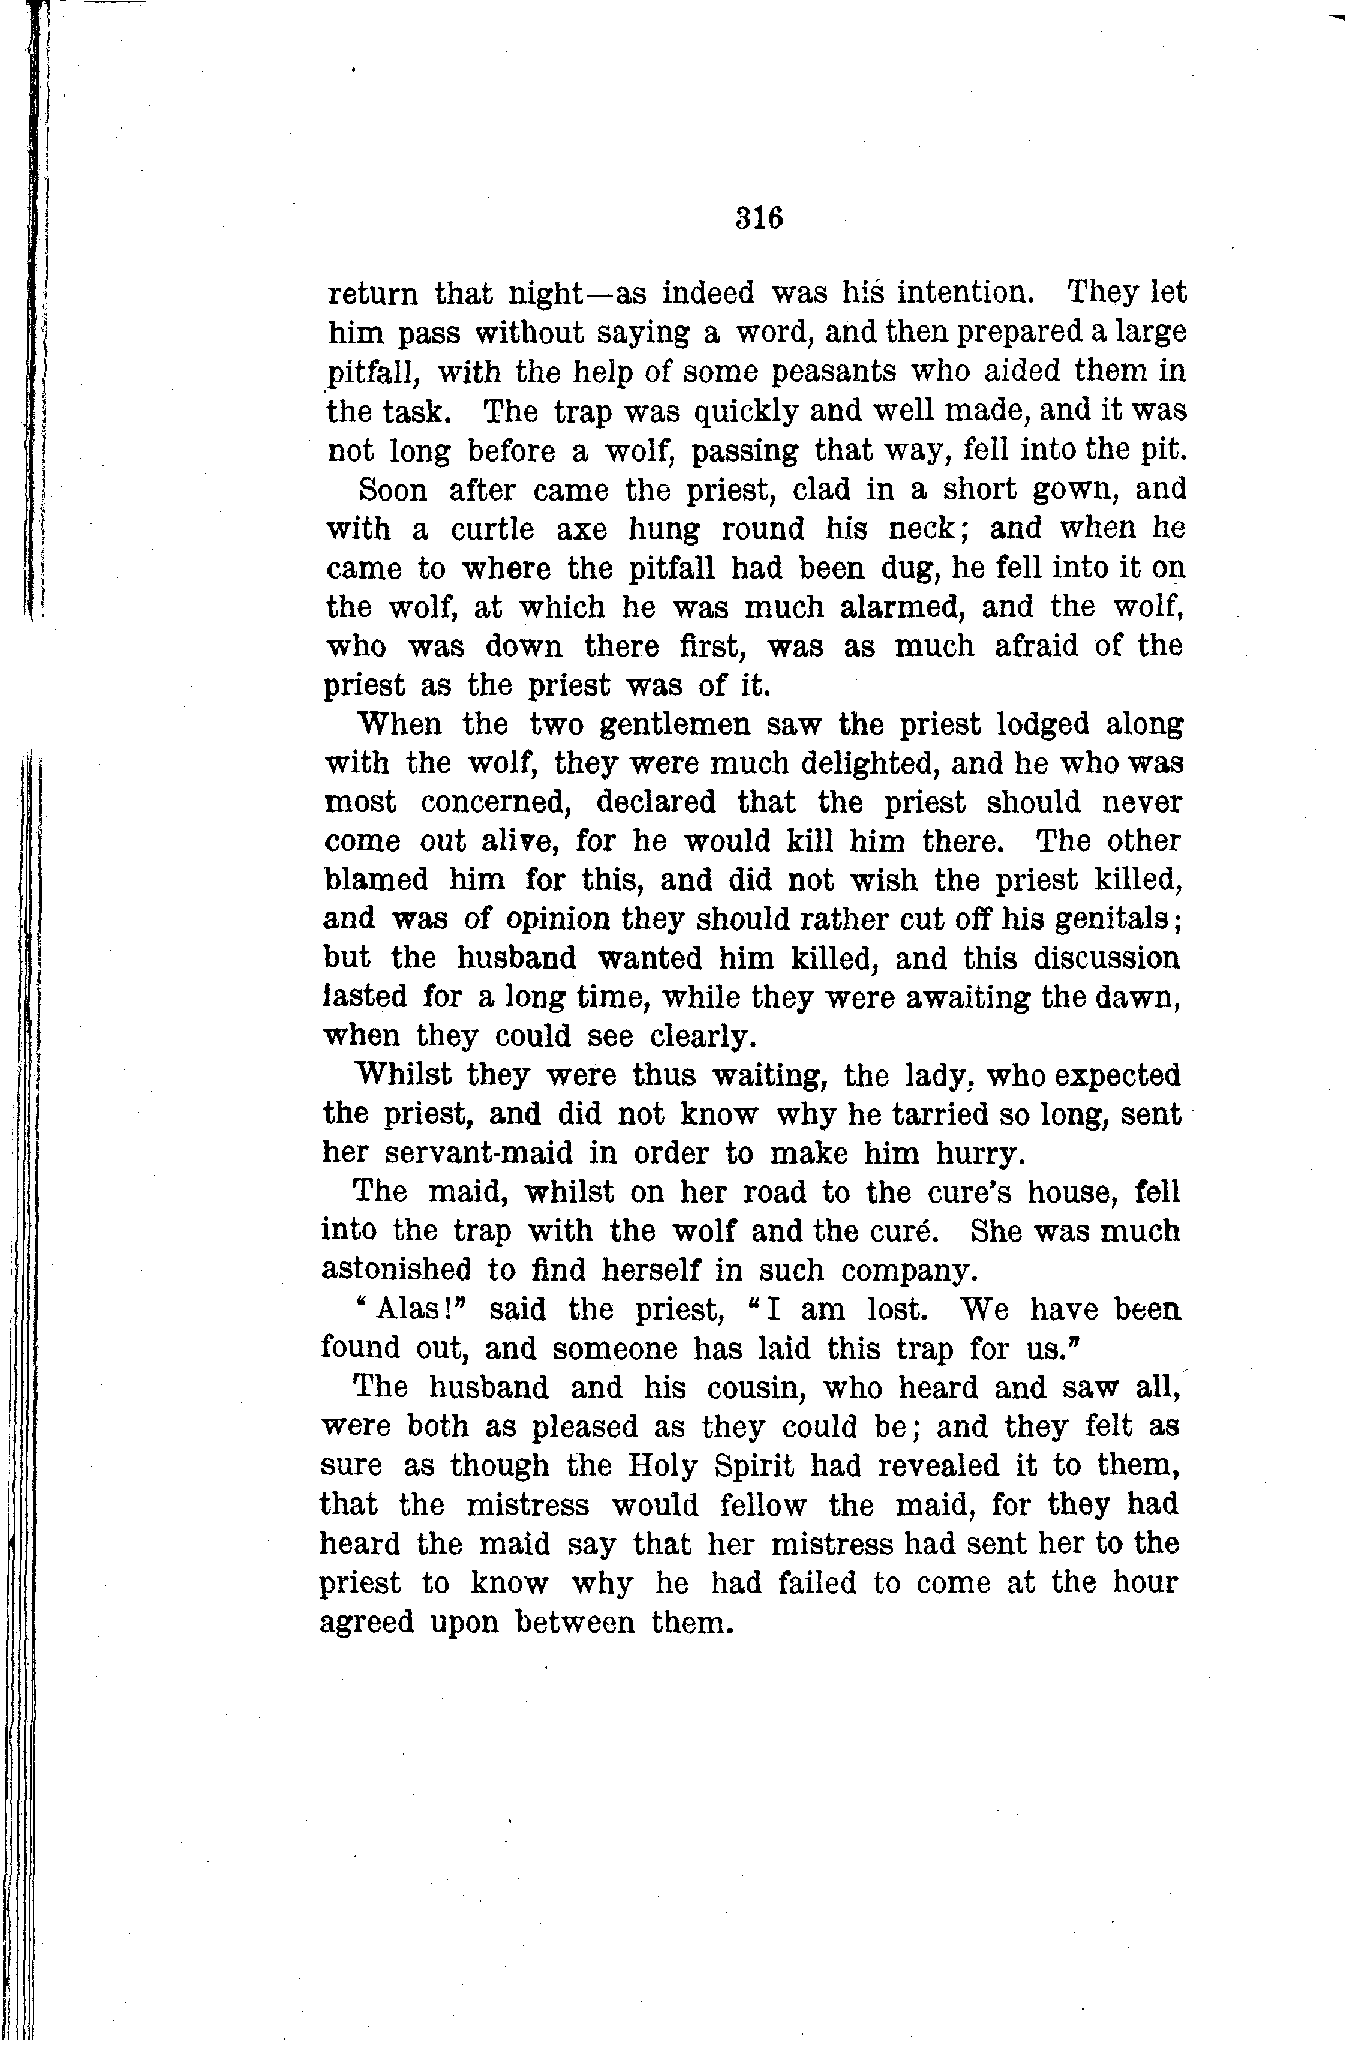 316
return that night—as indeed was his intention. They let
him pass without saying a word, and then prepared a large
pitfall, with the help of some peasants who aided them in
the task. The trap was quickly and well made, and it was
not long before a wolf, passing that way, fell into the pit.
Soon after came the priest, clad in a short gown, and
with a curtle axe hung round his neck; and when he
came to where the pitfall had been dug, he fell into it on
the wolf, at which he was much alarmed, and the wolf,
who was down there first, was as much afraid of the
priest as the priest was of it.
When the two gentlemen saw the priest lodged along
with the wolf, they were much delighted, and he who was
most concerned, declared that the priest should never
come out alive, for he would kill him there. The other
blamed him for this, and did not wish the priest killed,
and was of opinion they should rather cut off his genitals;
but the husband wanted him killed, and this discussion
lasted for a long time, while they were awaiting the dawn,
when they could see clearly.
Whilst they were thus waiting, the lady, who expected
the priest, and did not know why he tarried so long, sent
her servant-maid in order to make him hurry.
The maid, whilst on her road to the cure's house, fell
into the trap with the wolf and the curé. She was much
astonished to find herself in such company.
"Alas!" said the priest, "I am lost. We have been
found out, and someone has laid this trap for us."
The husband and his cousin, who heard and saw all,
were both as pleased as they could be; and they felt as
sure as though the Holy Spirit had revealed it to them,
that the mistress would fellow the maid, for they had
heard the maid say that her mistress had sent her to the
priest to know why he had failed to come at the hour
agreed upon between them.